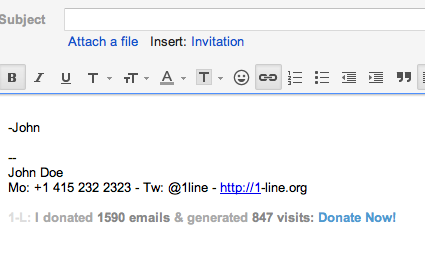 Subject
Attach a file Insert: Invitation
B I U T тT A T
-John
--
John Doe
Mo: +1 415 232 2323 - Tw: @1line - http://1-line.org
1-L: I donated 1590 emails & generated 847 visits: Donate Now!